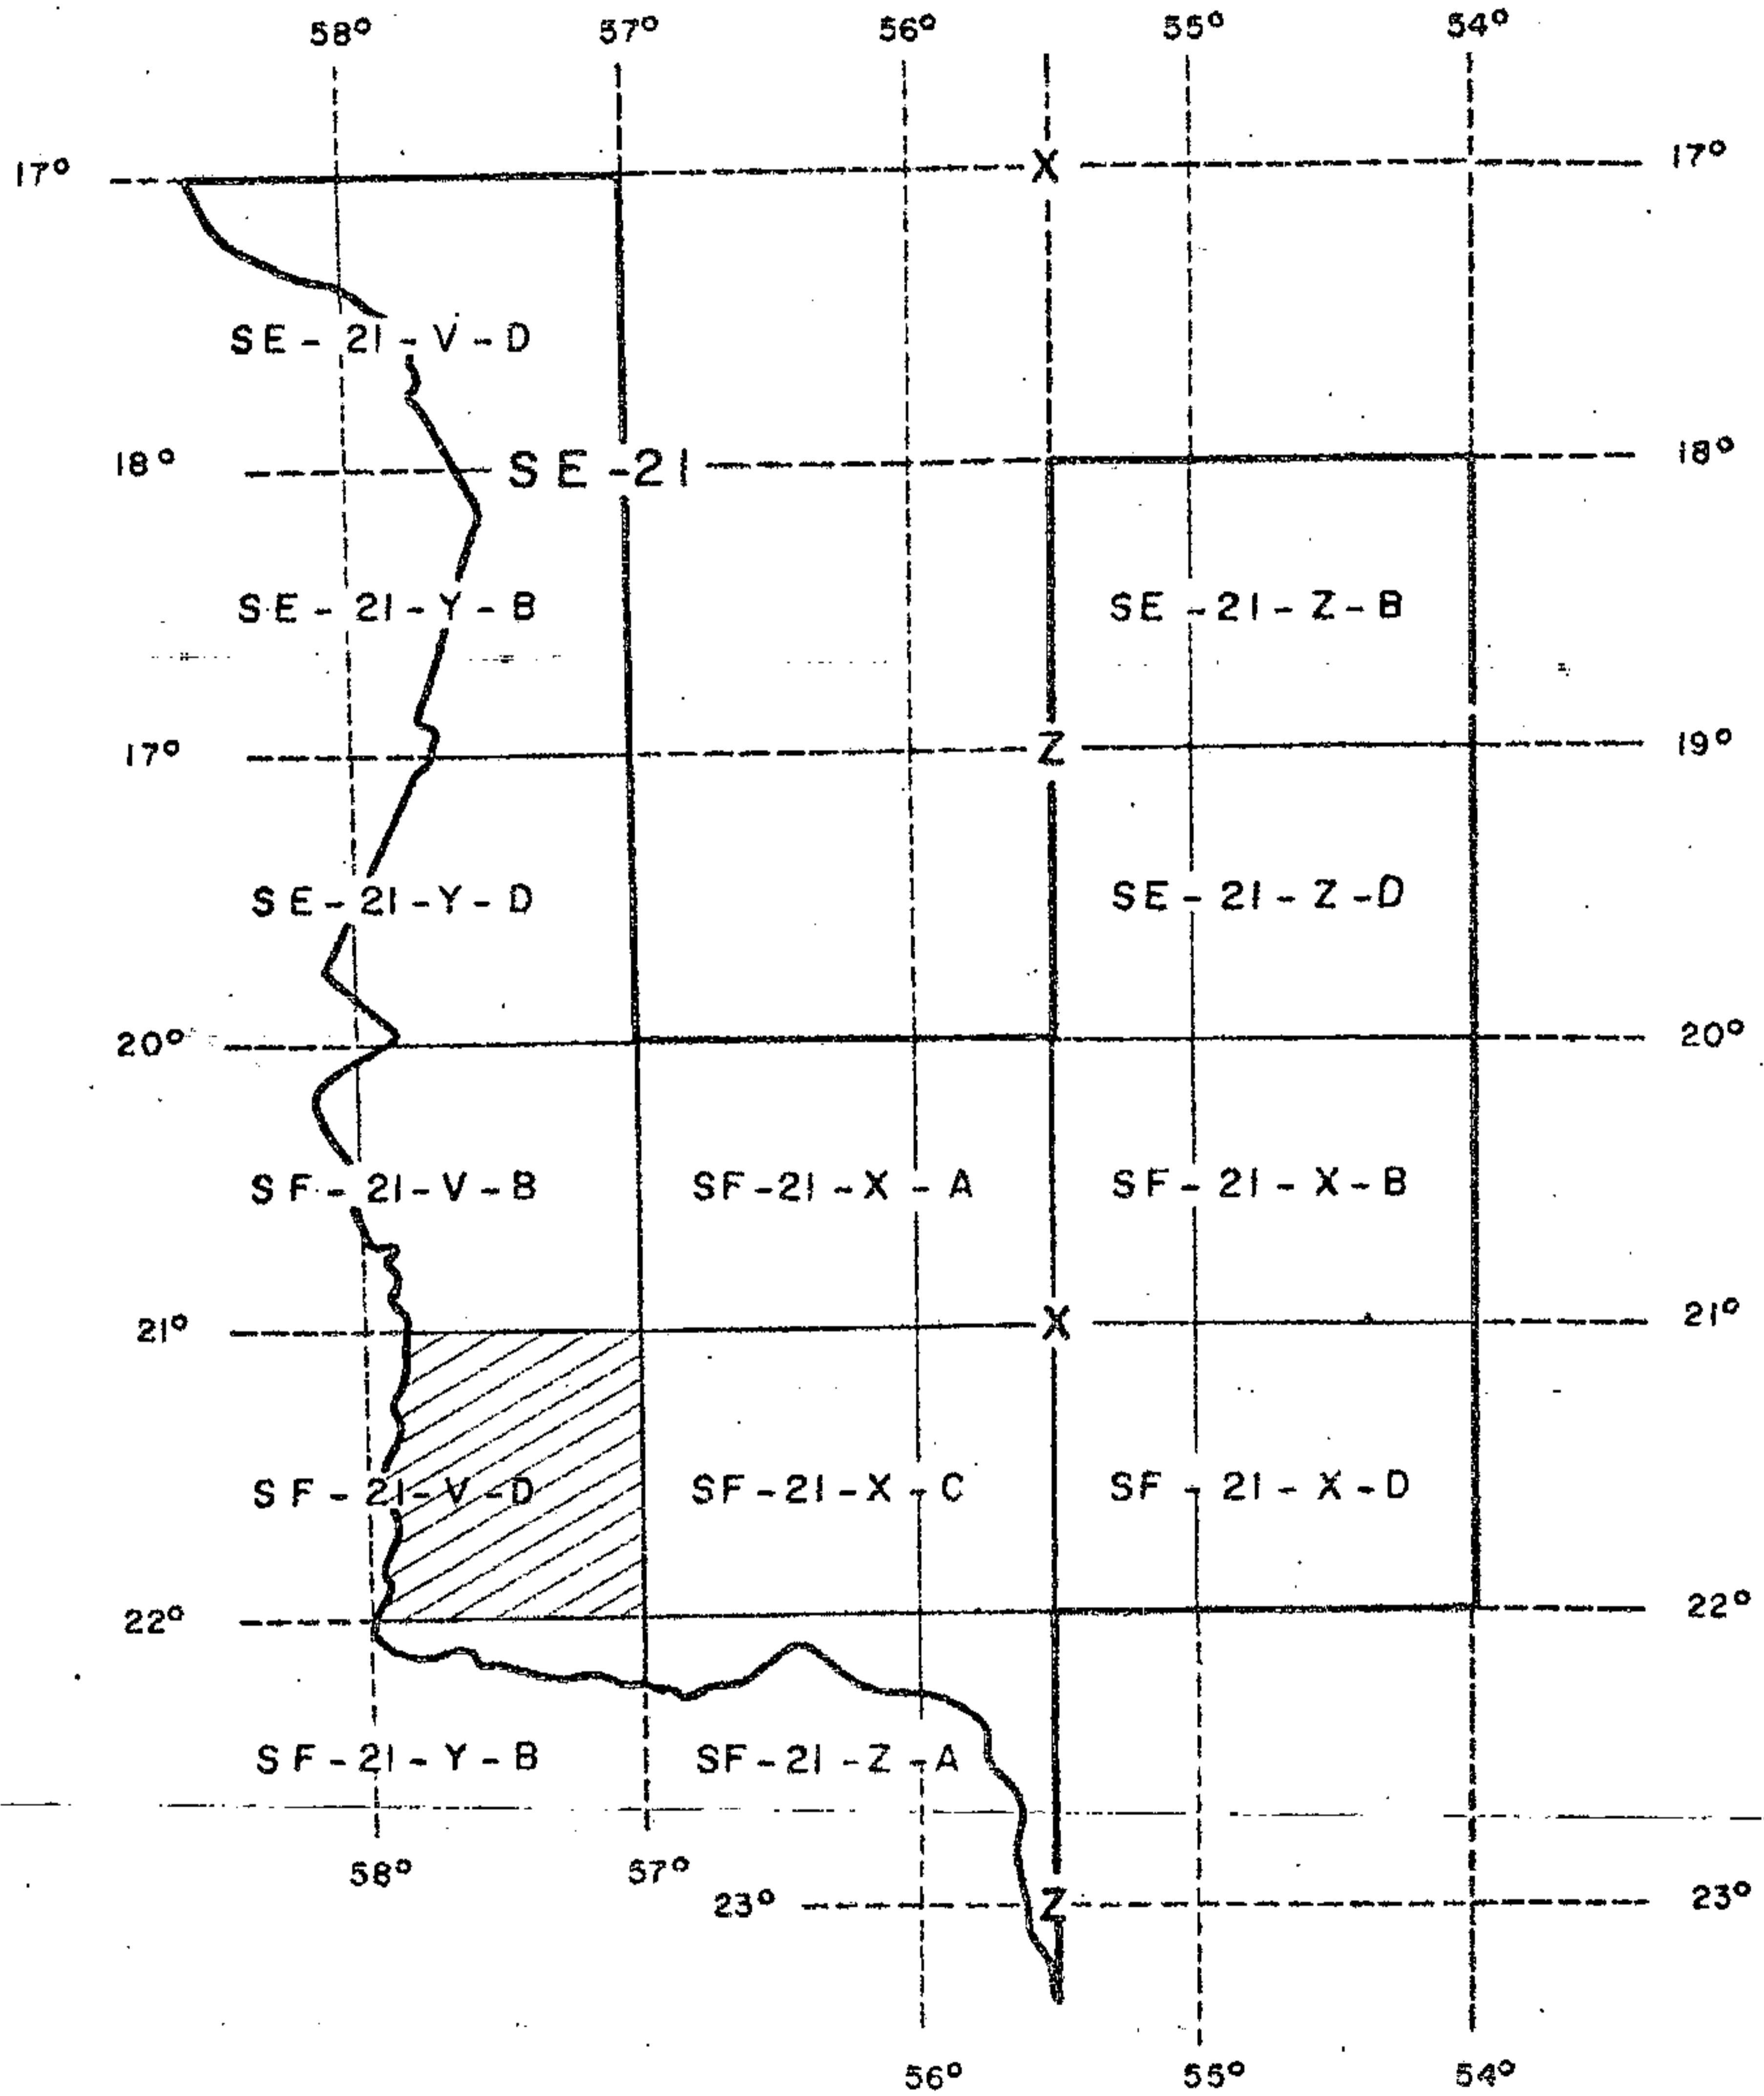 58° 57° 56° 55° 54°
17° X 17°
SE-21-V-D
18° SE-21 18°
SE-21-Y-B SE-21-Z-B
17° Z 19°
SE-21-Y-D SE-21-Z-D
20° 20°
SF-21-V-B SF-21-X-A SF-21-X-B
21° X 21°
SF-21-V-D SF-21-X-C SF-21-X-D
22° 22°
SF-21-Y-B SF-21-Z-A
58° 57°
23° Z 23°
56° 55° 54°